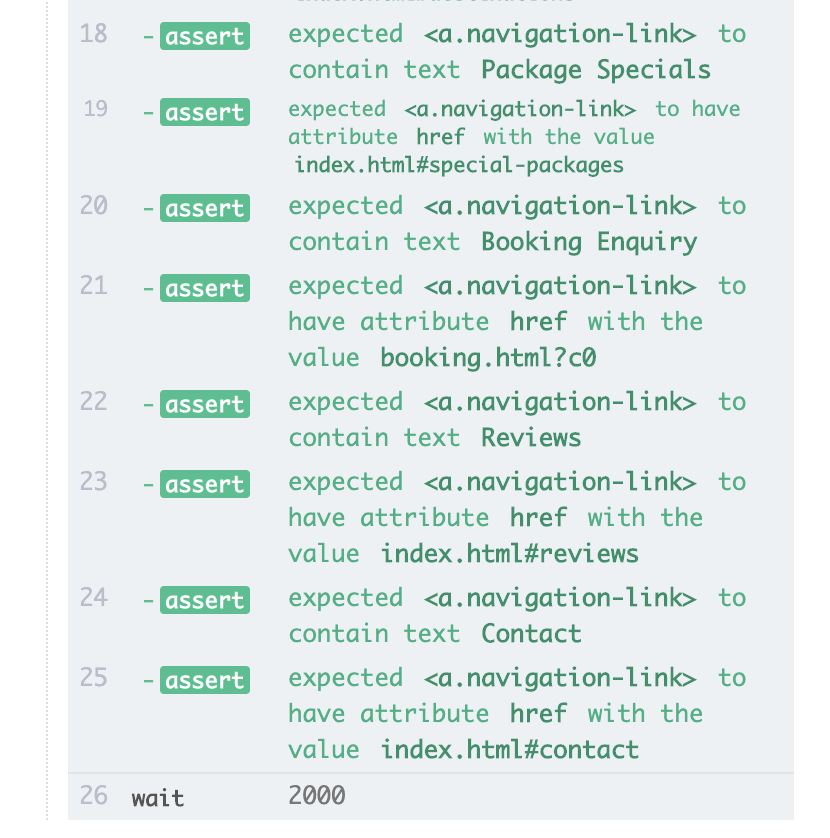 18 -assert expected <a.navigation-link> to
contain text Package Specials
19 -assert expected <a.navigation-link> to have
attribute href with the value
index.html#special-packages
20 -assert expected <a.navigation-link> to
contain text Booking Enquiry
21 -assert expected <a.navigation-link> to
have attribute href with the
value booking.html?c0
22 -assert expected <a.navigation-link> to
contain text Reviews
23 -assert expected <a.navigation-link> to
have attribute href with the
value index.html#reviews
24 -assert expected <a.navigation-link> to
contain text Contact
25 -assert expected <a.navigation-link> to
have attribute href with the
value index.html#contact
26 wait 2000